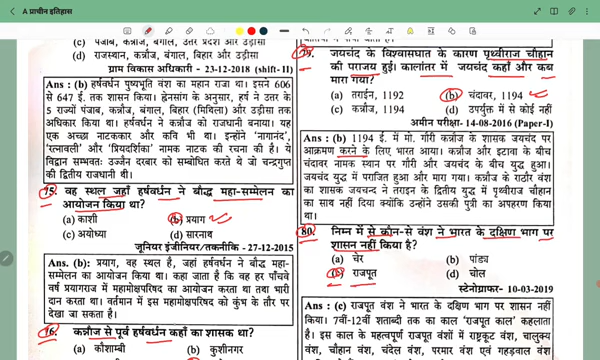 A प्राचीन इतिहास
(c) पंजाब, कन्नौज, बंगाल, उत्तर प्रदेश और उड़ीसा
(d) राजस्थान, कन्नौज, बंगाल, बिहार और उड़ीसा
ग्राम विकास अधिकारी - 23-12-2018 (shift-II)
Ans : (b) हर्षवर्धन पुष्यभूति वंश का महान राजा था। इसने 606
से 647 ई. तक शासन किया। ह्वेनसांग के अनुसार, हर्ष ने उत्तर के
5 राज्यों पंजाब, कन्नौज, बंगाल, बिहार (मिथिला) और उड़ीसा तक
अधिकार किया था। हर्षवर्धन ने कन्नौज को राजधानी बनाया। यह
एक अच्छा नाटककार और कवि भी था। इन्होंने 'नागानंद',
'रत्नावली' और 'प्रियदर्शिका' नामक नाटक की रचना की है। ये
विद्वान सम्भवतः उज्जैन दरबार को सम्बोधित करते थे जो चन्द्रगुप्त
की द्वितीय राजधानी थी।
75. वह स्थल जहाँ हर्षवर्धन ने बौद्ध महा-सम्मेलन का
आयोजन किया था?
(a) काशी (b) प्रयाग
(c) अयोध्या (d) सारनाथ
जूनियर इंजीनियर/तकनीकि - 27-12-2015
Ans (b): प्रयाग, वह स्थल है, जहाँ हर्षवर्धन ने बौद्ध महा-
सम्मेलन का आयोजन किया था। कहा जाता है कि वह हर पाँचवे
वर्ष प्रयागराज में महामोक्षपरिषद का आयोजन करता था तथा भारी
दान करता था। वर्तमान में इस महामोक्षपरिषद को कुंभ के तौर पर
देखा जा सकता है।
76. कन्नौज से पूर्व हर्षवर्धन कहाँ का शासक था?
(a) कौशाम्बी (b) कुशीनगर
79. जयचंद के विश्वासघात के कारण पृथ्वीराज चौहान
की पराजय हुई। कालांतर में जयचंद कहाँ और कब
मारा गया?
(a) तराईन, 1192 (b) चंदावर, 1194
(c) कन्नौज, 1194 (d) उपर्युक्त में से कोई नहीं
अमीन परीक्षा- 14-08-2016 (Paper-I)
Ans : (b) 1194 ई. में मो. गौरी कन्नौज के शासक जयचंद पर
आक्रमण करने के लिए भारत आया। कन्नौज और इटावा के बीच
चंदावर नामक स्थान पर गौरी और जयचंद के बीच युद्ध हुआ।
जयचंद युद्ध में पराजित हुआ और मारा गया। कन्नौज के राठौर वंश
का शासक जयचन्द ने तराइन के द्वितीय युद्ध में पृथ्वीराज चौहान
का साथ नहीं दिया क्योंकि उन्होंने उसकी पुत्री का अपहरण किया
था।
80. निम्न में से कौन-से वंश ने भारत के दक्षिण भाग पर
शासन नहीं किया है?
(a) चेर (b) पांड्य
(c) राजपूत (d) चोल
स्टेनोग्राफर- 10-03-2019
Ans : (c) राजपूत वंश ने भारत के दक्षिण भाग पर शासन नहीं
किया। 7वीं-12वीं शताब्दी तक का काल 'राजपूत काल' कहलाता
है। इस काल के महत्वपूर्ण राजपूत वंशों में राष्ट्रकूट वंश, चालुक्य
वंश, चौहान वंश, चंदेल वंश, परमार वंश एवं गहड़वाल वंश